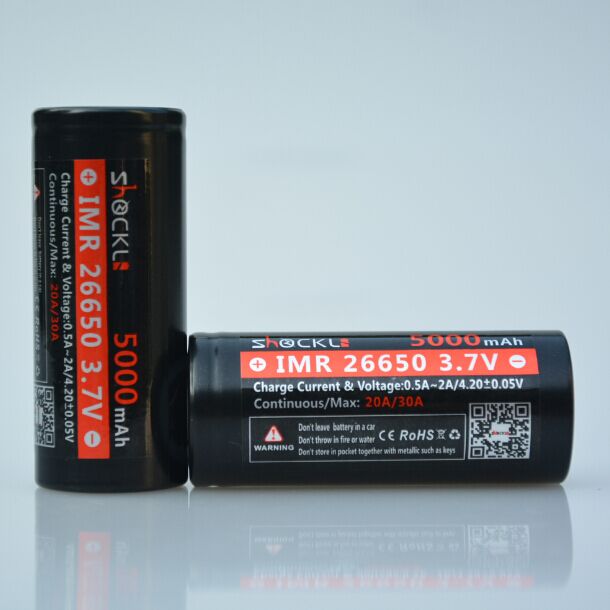 ShOCKLi 5000mAh
⊕ IMR 26650 3.7V ⊖
Charge Current & Voltage:0.5A~2A/4.20±0.05V
Continuous/Max: 20A/30A
CE RoHS
ShOCKLi 5000mAh
⊕ IMR 26650 3.7V ⊖
Charge Current & Voltage:0.5A~2A/4.20±0.05V
Continuous/Max: 20A/30A
WARNING
Don't leave battery in a car
Don't throw in fire or water
Don't store in pocket together with metallic such as keys
CE RoHS